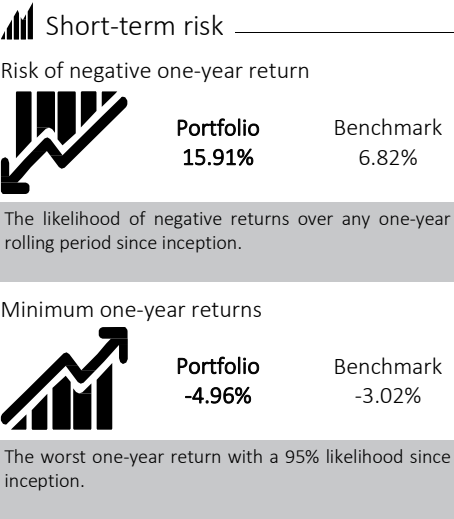 Short-term risk
Risk of negative one-year return
Portfolio Benchmark
15.91% 6.82%
The likelihood of negative returns over any one-year
rolling period since inception.
Minimum one-year returns
Portfolio Benchmark
-4.96% -3.02%
The worst one-year return with a 95% likelihood since
inception.